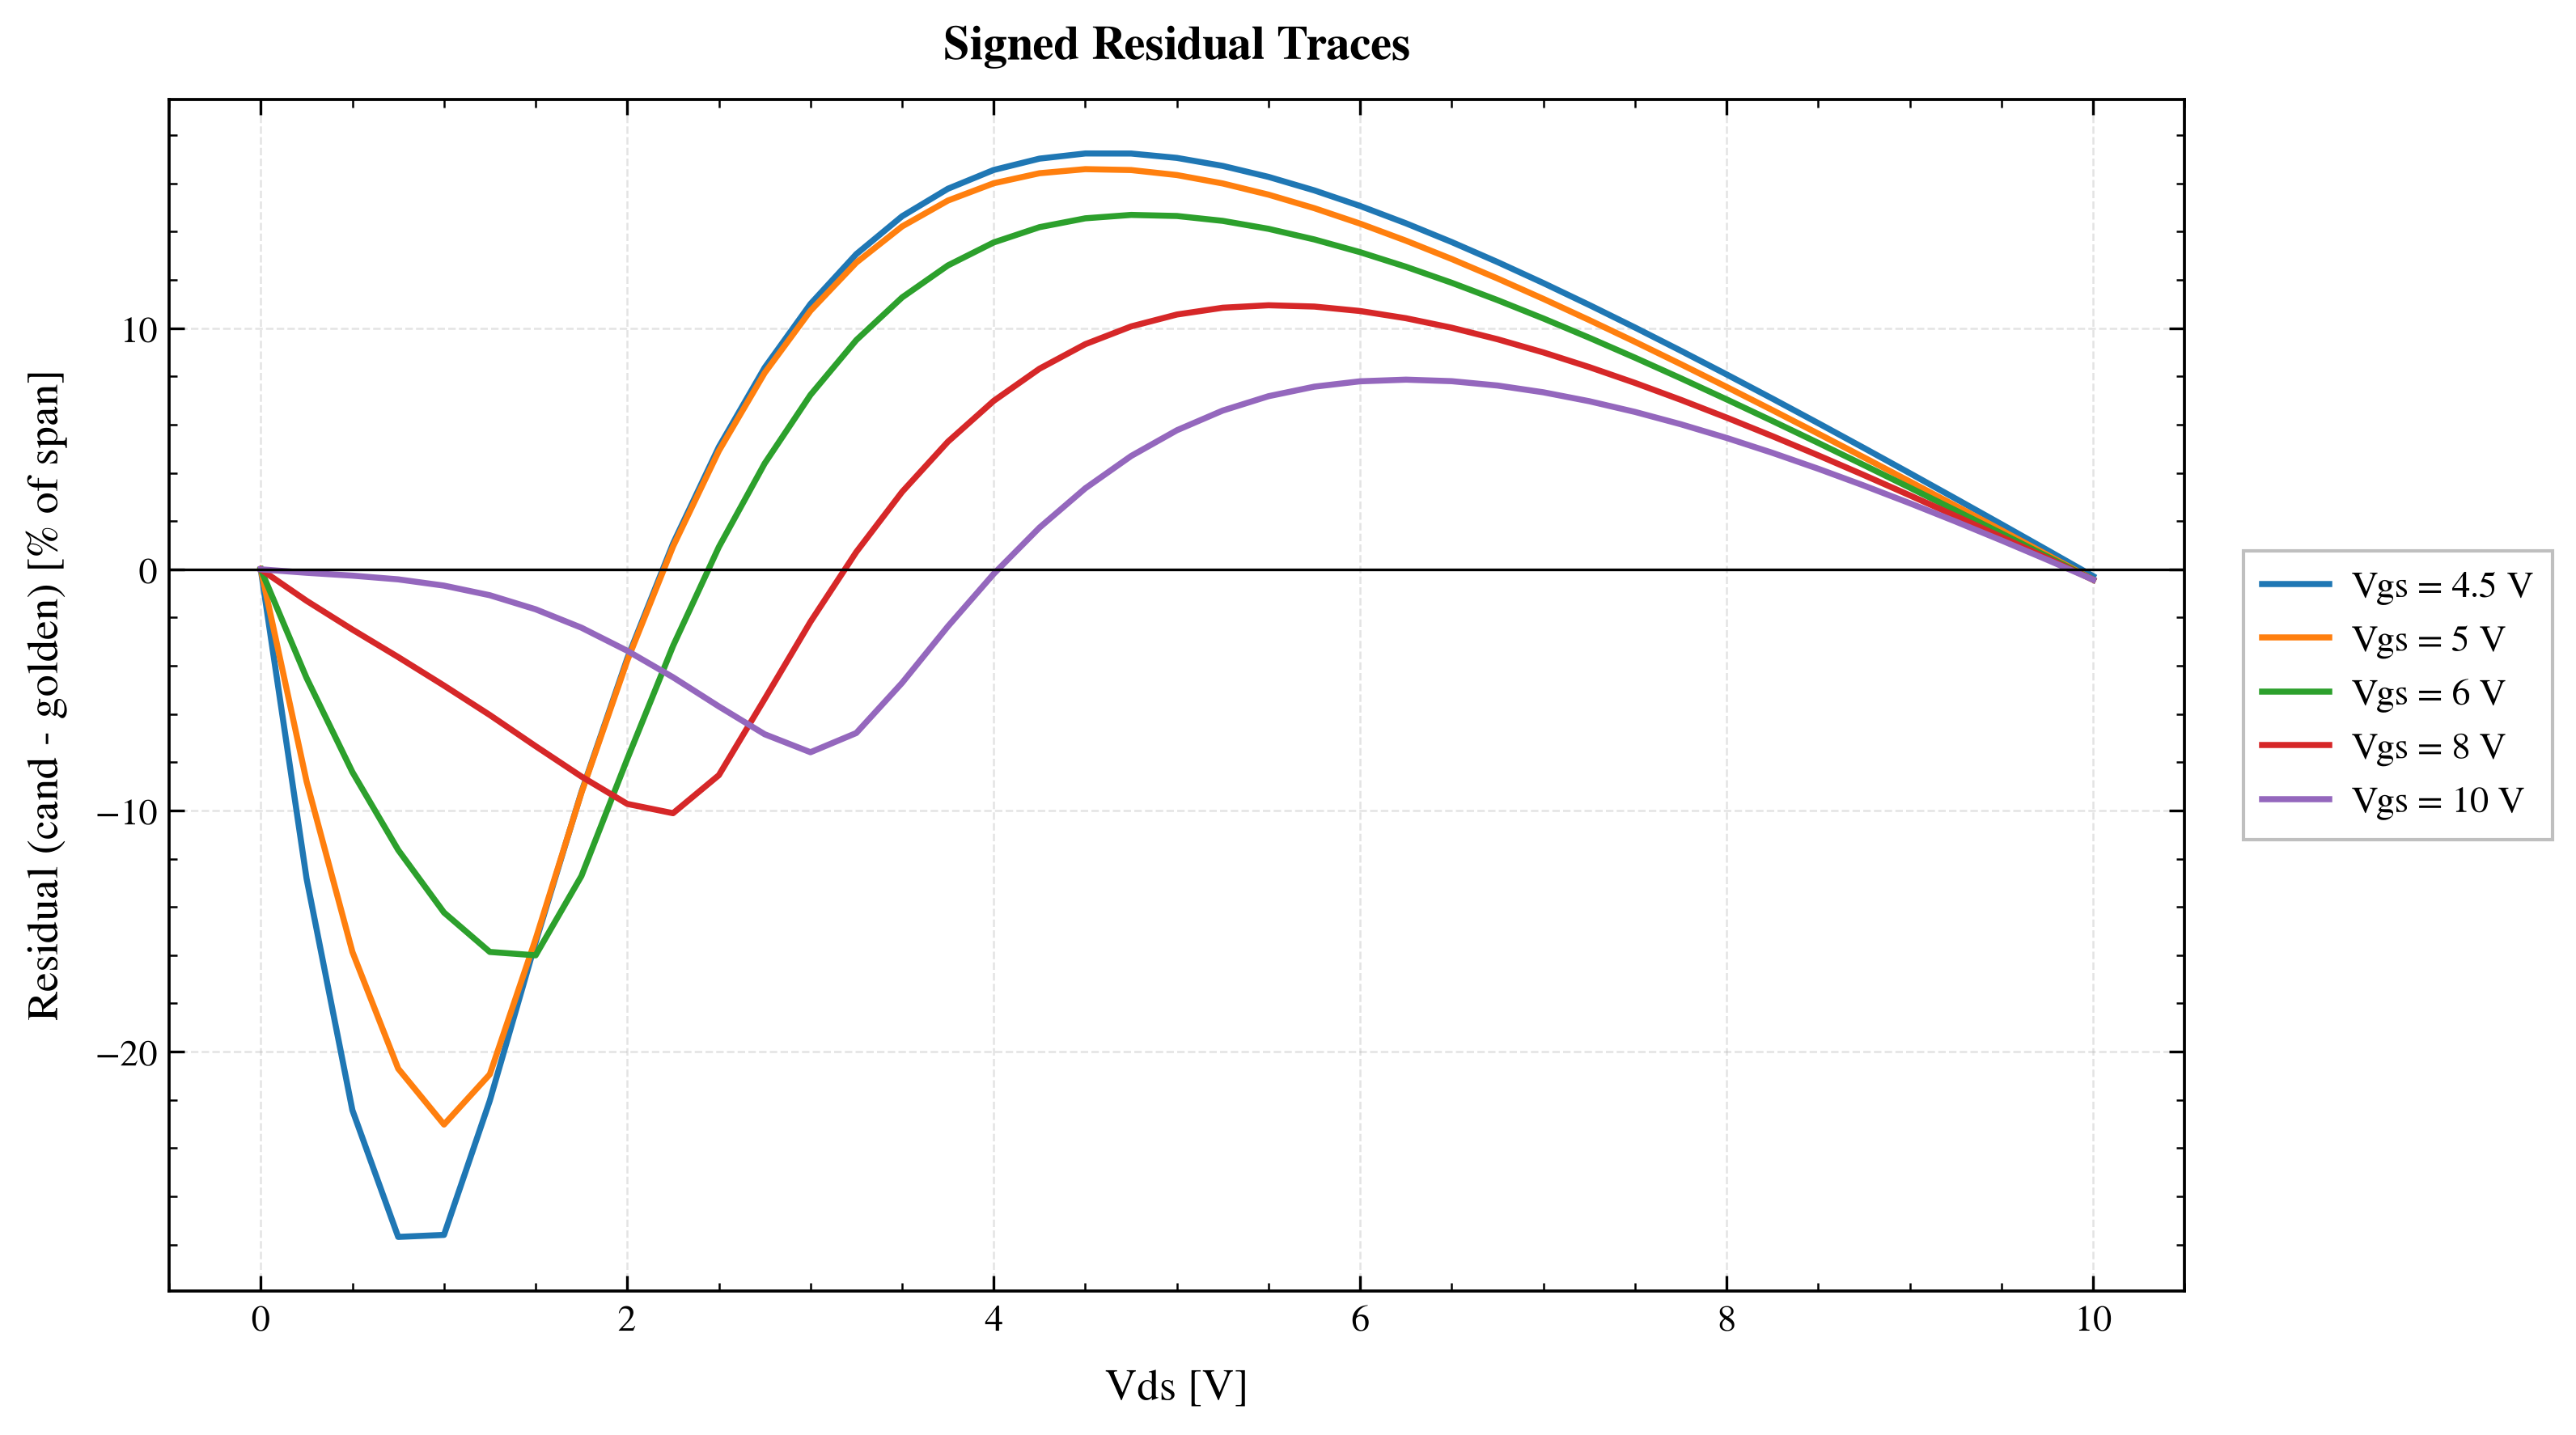 Signed Residual Traces
Residual (cand - golden) [% of span]
10
0
−10
−20
0
2
4
6
8
10
Vds [V]
Vgs = 4.5 V
Vgs = 5 V
Vgs = 6 V
Vgs = 8 V
Vgs = 10 V